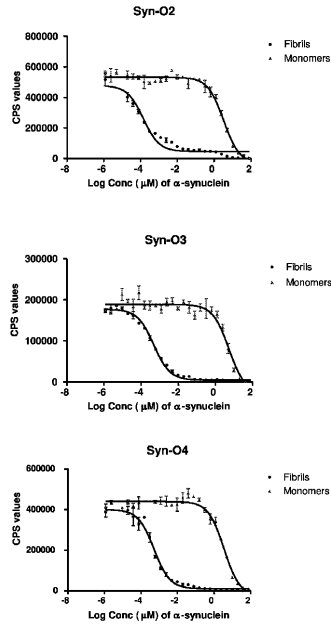 Syn-O2
800000
600000
400000
200000
0
-8 -6 -4 -2 0 2
CPS values
Log Conc ( μM) of α-synuclein
Fibrils
Monomers
Syn-O3
300000
200000
100000
0
-8 -6 -4 -2 0 2
CPS values
Log Conc ( μM) of α-synuclein
Fibrils
Monomers
Syn-O4
600000
400000
200000
0
-8 -6 -4 -2 0 2
CPS values
Log Conc ( μM) of α-synuclein
Fibrils
Monomers